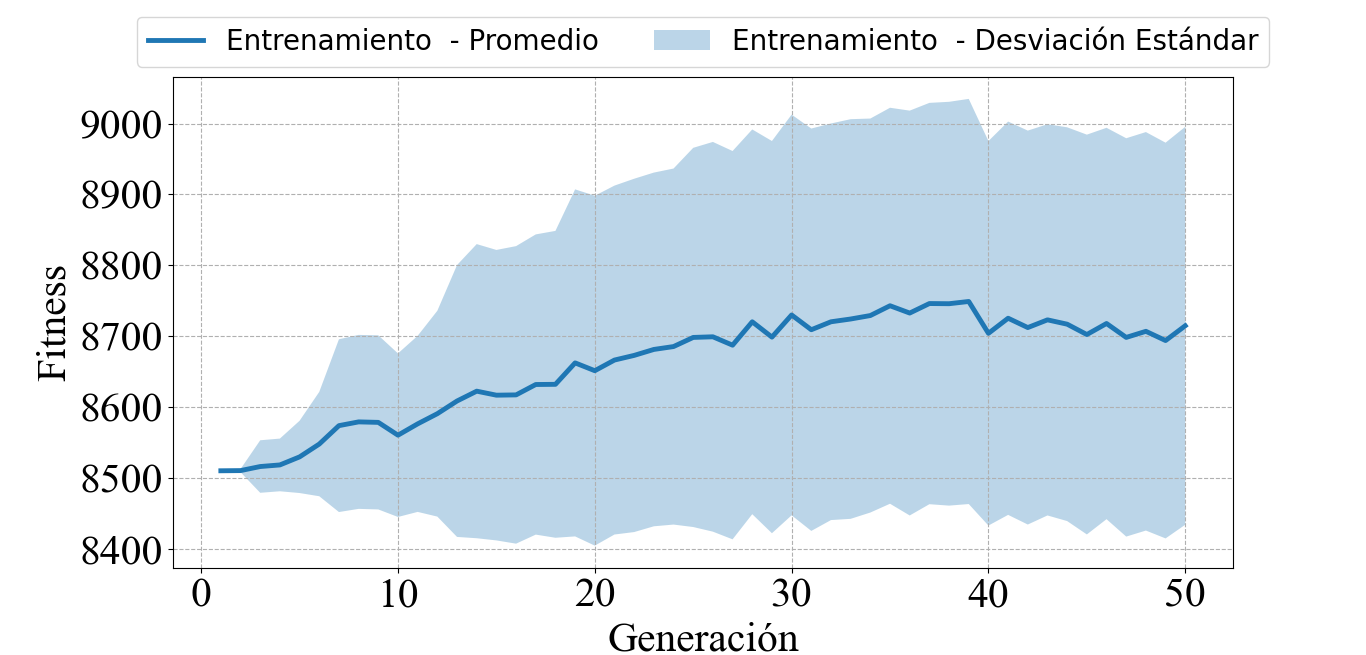 Entrenamiento  - Promedio
Entrenamiento  - Desviación Estándar
9000
8900
8800
8700
8600
8500
8400
Fitness
0 10 20 30 40 50
Generación